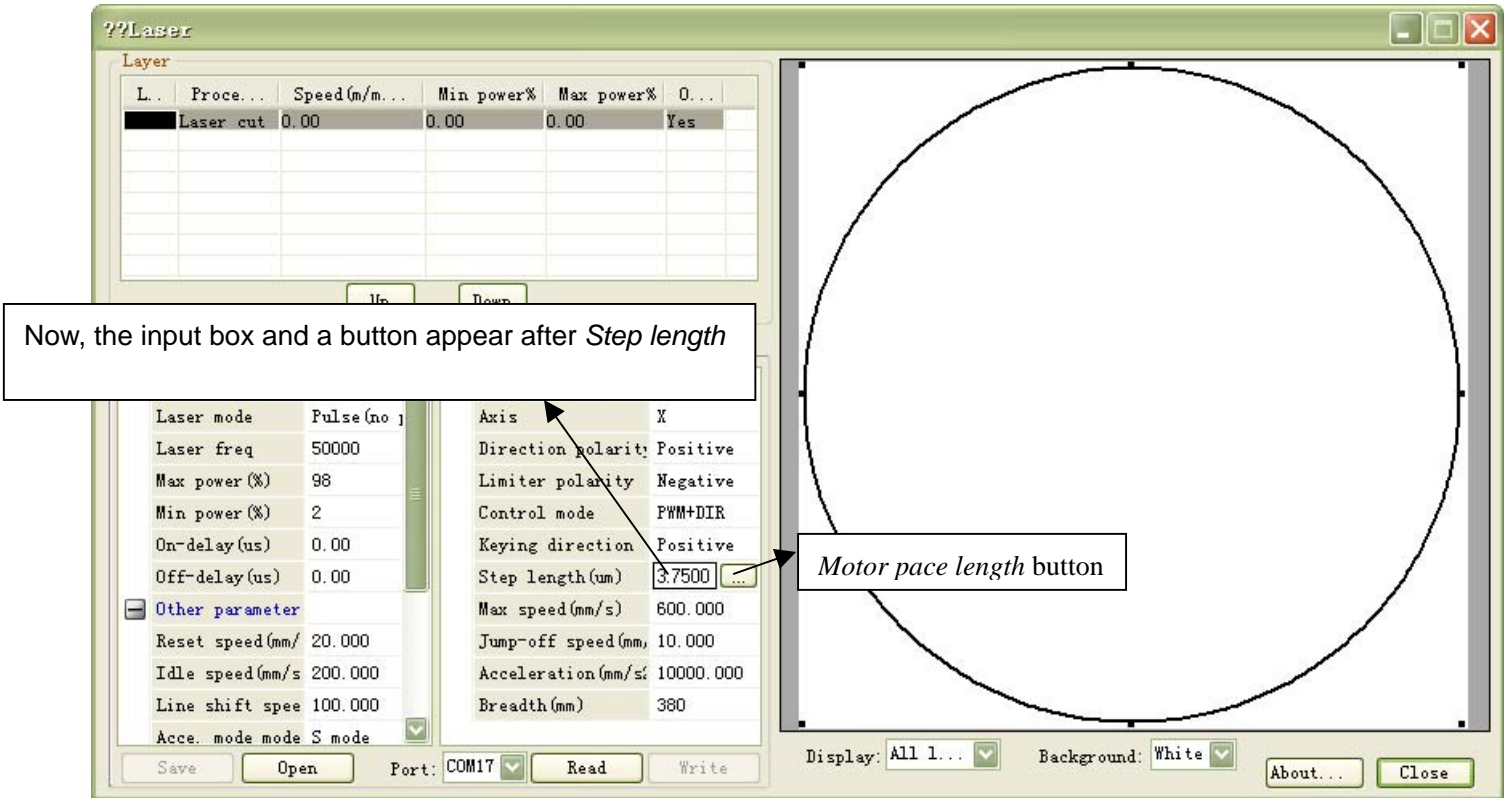 ??Laser
Layer
L.. Proce... Speed(m/m... Min power% Max power% O...
Laser cut 0.00 0.00 0.00 Yes
Up Down
Now, the input box and a button appear after Step length
Laser mode Pulse(no
Laser freq 50000
Max power(%) 98
Min power(%) 2
On-delay(us) 0.00
Off-delay(us) 0.00
Other parameter
Reset speed(mm/ 20.000
Idle speed(mm/s 200.000
Line shift spee 100.000
Acce. mode mode S mode
Axis X
Direction polarity Positive
Limiter polarity Negative
Control mode PWM+DIR
Keying direction Positive
Step length(um) 3.7500 ...
Max speed(mm/s) 600.000
Jump-off speed(mm, 10.000
Acceleration(mm/s2 10000.000
Breadth(mm) 380
Motor pace length button
Save Open Port: COM17 Read Write
Display: All l... Background: White About... Close